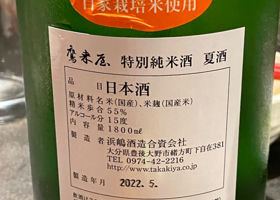 自家栽培米使用
鷹来屋 特別純米酒 夏酒
品目 日本酒
原材料名 米(国産)、米麹(国産米)
精米歩合 55%
アルコール分 15度
内容量 1800ml
製造者 浜嶋酒造合資会社
大分県豊後大野市緒方町下自在381
TEL 0974-42-2216
http://www.takakiya.co.jp
製造年月 2022.5.